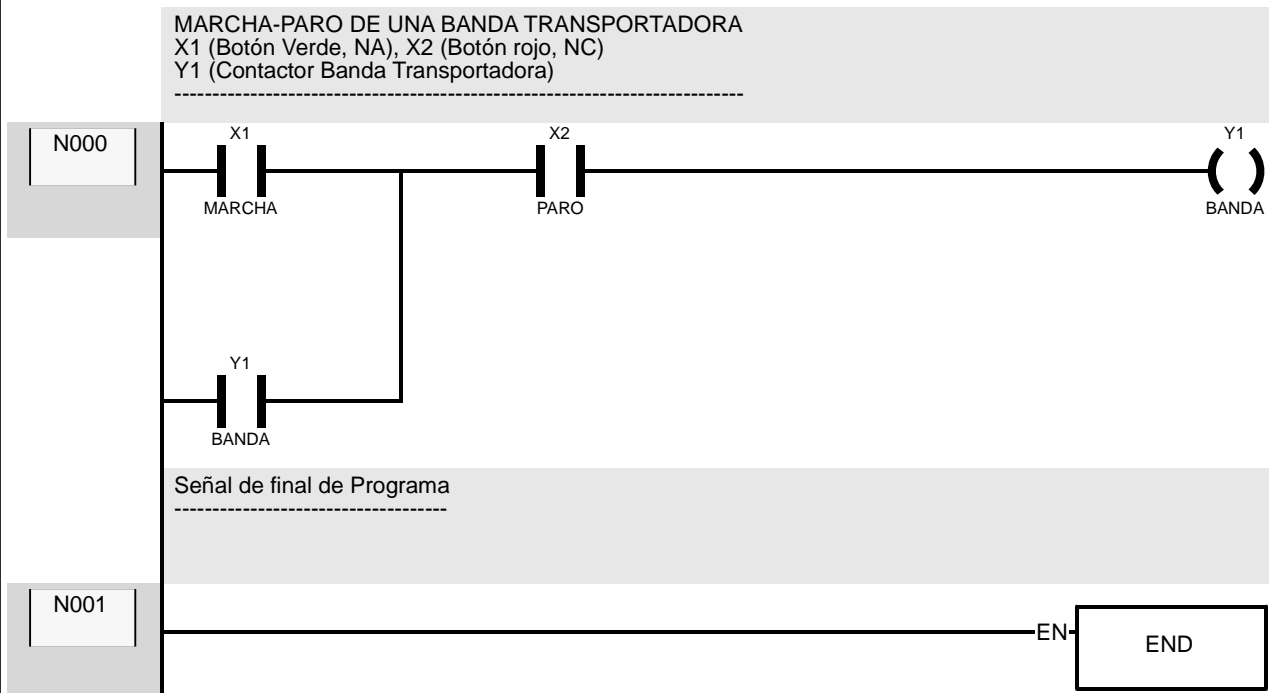 MARCHA-PARO DE UNA BANDA TRANSPORTADORA
X1 (Botón Verde, NA), X2 (Botón rojo, NC)
Y1 (Contactor Banda Transportadora)
---------------------------------------------------------------------------
N000
X1 X2 Y1
MARCHA PARO BANDA
Y1
BANDA
Señal de final de Programa
------------------------------------
N001
EN END